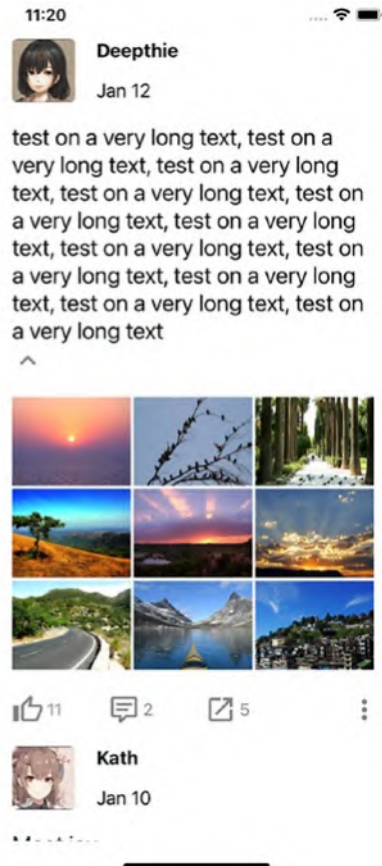 11:20
Deepthie
Jan 12
test on a very long text, test on a
very long text, test on a very long
text, test on a very long text, test on
a very long text, test on a very long
text, test on a very long text, test on
a very long text, test on a very long
text, test on a very long text, test on
a very long text
11 2 5
Kath
Jan 10